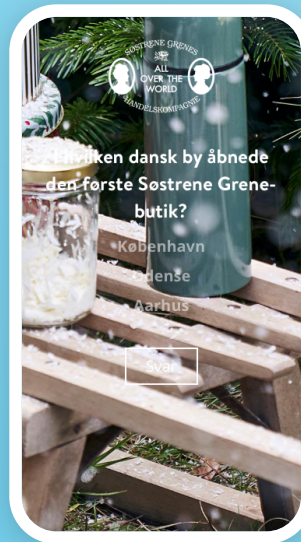 SØSTRENE GRENES
ALL
OVER THE
WORLD
HANDELSKOMPAGNIE
I hvilken dansk by åbnede
den første Søstrene Grene-
butik?
København
Odense
Aarhus
Svar